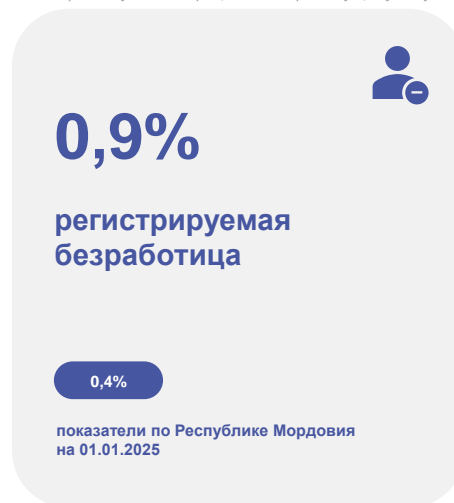 0,9%
регистрируемая
безработица
0,4%
показатели по Республике Мордовия
на 01.01.2025